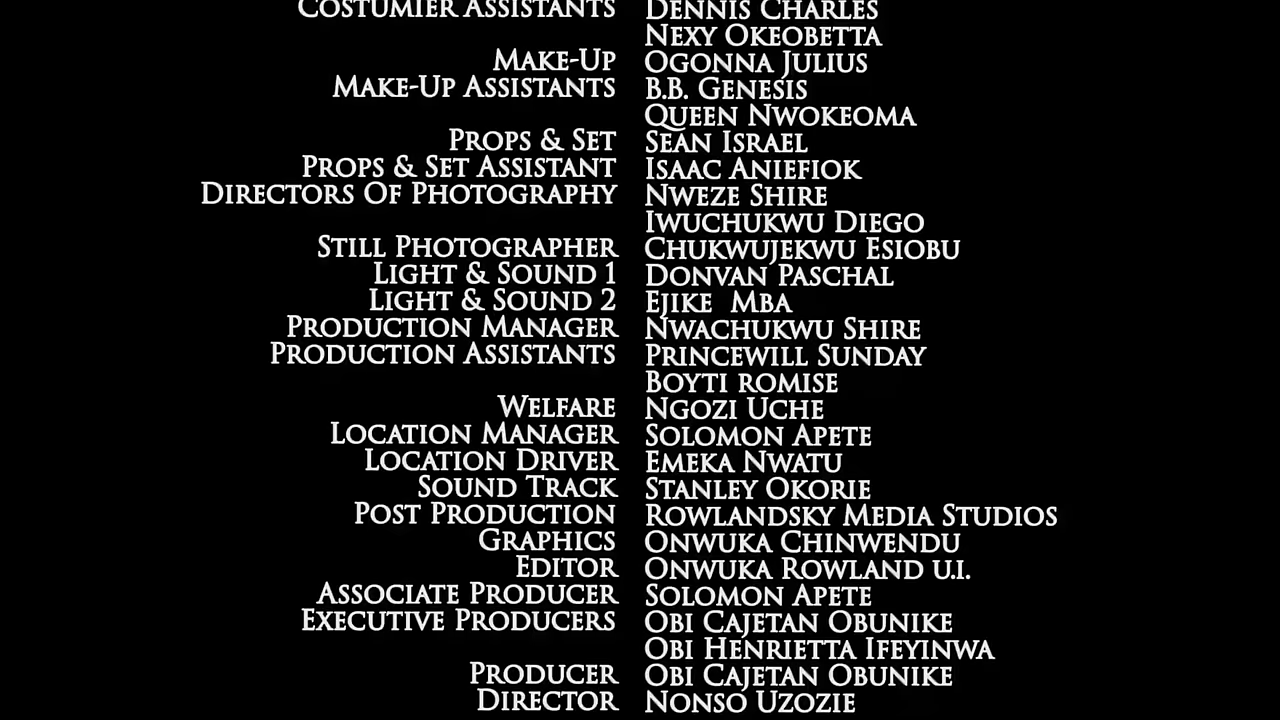 Costumier Assistants Dennis Charles
Nexy Okeobetta
Make-Up Ogonna Julius
Make-Up Assistants B.B. Genesis
Queen Nwokeoma
Props & Set Sean Israel
Props & Set Assistant Isaac Aniefiok
Directors Of Photography Nweze Shire
Iwuchukwu Diego
Still Photographer Chukwujekwu Esiobu
Light & Sound 1 Donvan Paschal
Light & Sound 2 Ejike Mba
Production Manager Nwachukwu Shire
Production Assistants Princewill Sunday
Boyti romise
Welfare Ngozi Uche
Location Manager Solomon Apete
Location Driver Emeka Nwatu
Sound Track Stanley Okorie
Post Production Rowlandsky Media Studios
Graphics Onwuka Chinwendu
Editor Onwuka Rowland u.i.
Associate Producer Solomon Apete
Executive Producers Obi Cajetan Obunike
Obi Henrietta Ifeyinwa
Producer Obi Cajetan Obunike
Director Nonso Uzozie